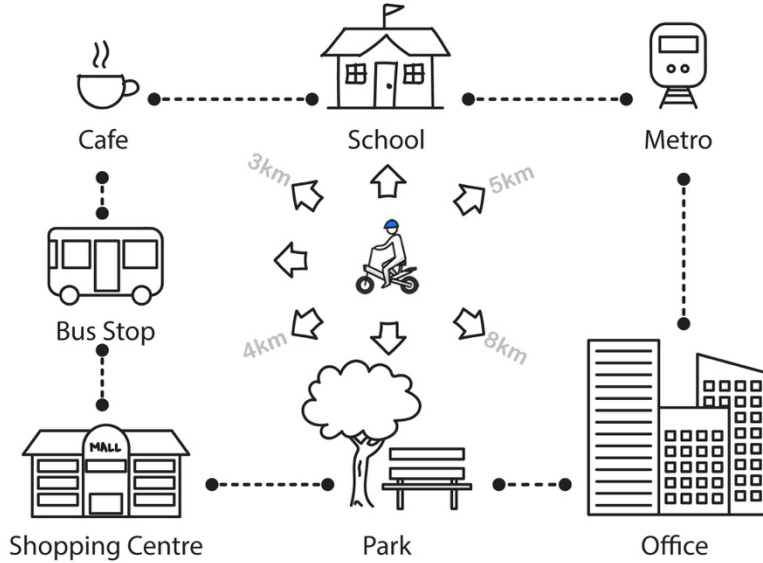 Cafe
School
Metro
3km
5km
Bus Stop
4km
8km
MALL
Shopping Centre
Park
Office